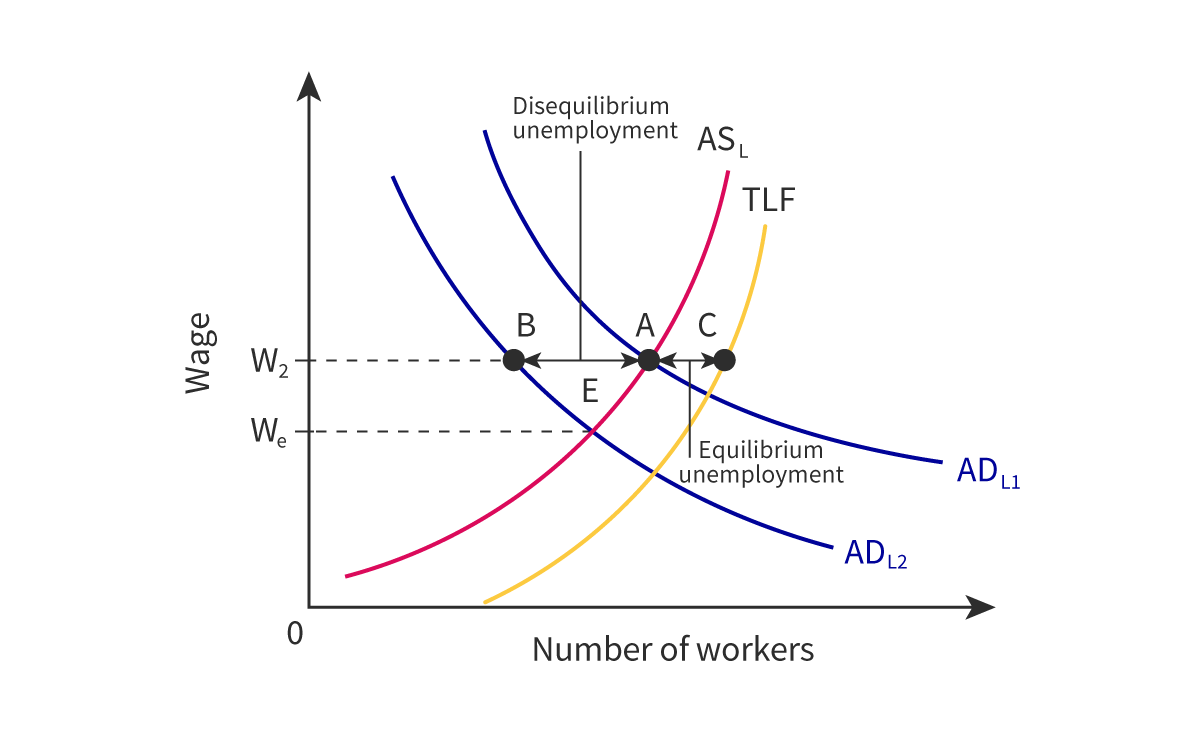 Disequilibrium
unemployment
AS L
TLF
B
A
C
W2
E
We
Equilibrium
unemployment
AD L1
AD L2
0
Number of workers
Wage